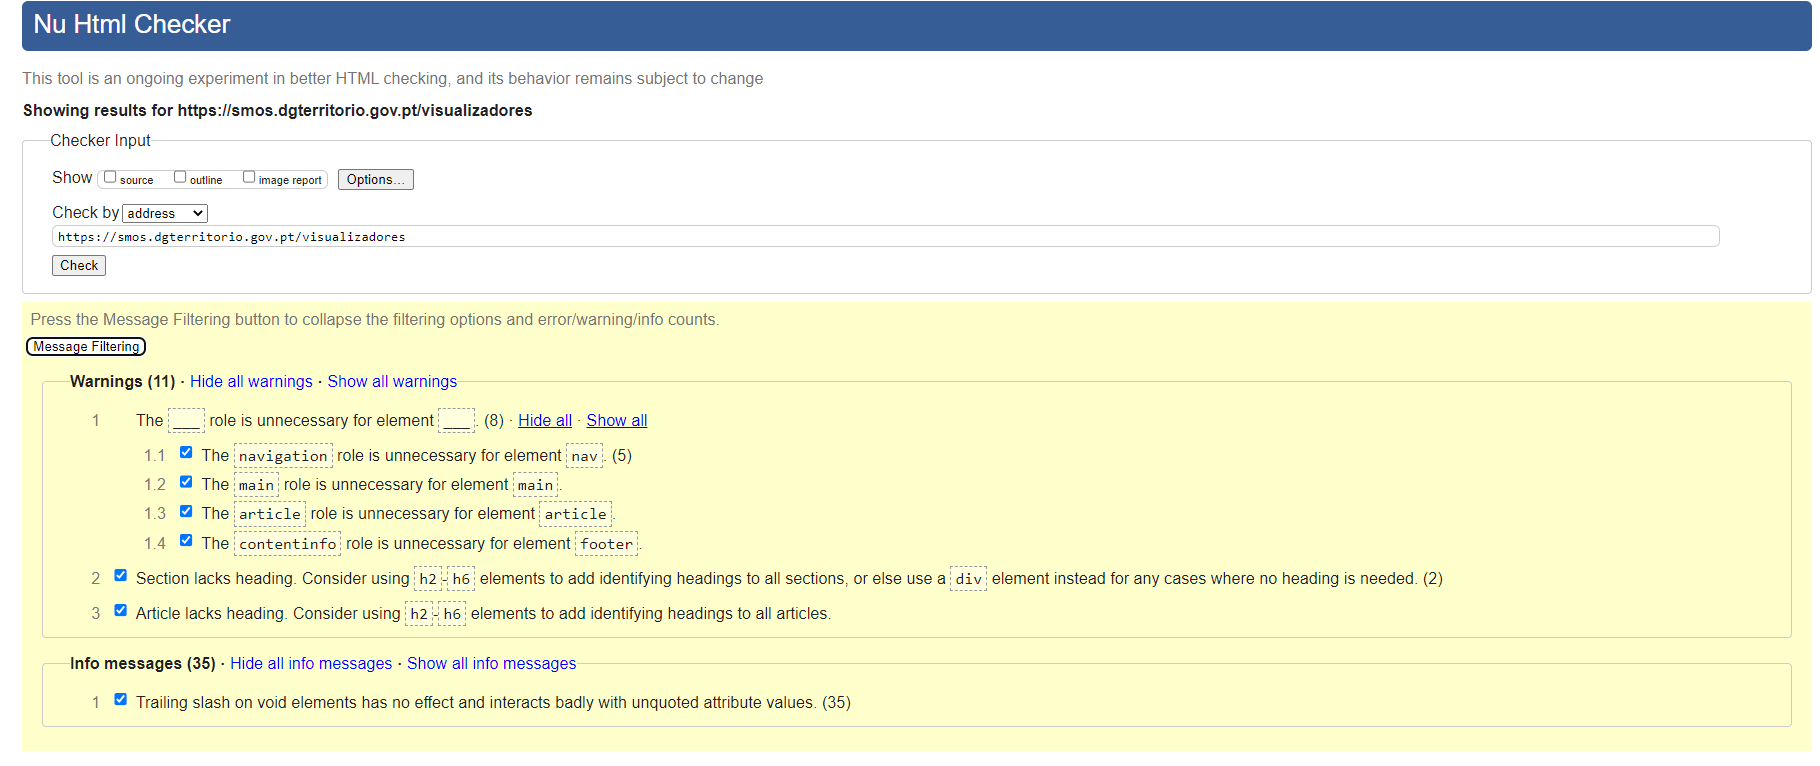 Nu Html Checker
This tool is an ongoing experiment in better HTML checking, and its behavior remains subject to change
Showing results for https://smos.dgterritorio.gov.pt/visualizadores
Checker Input
Show source outline image report Options...
Check by address
https://smos.dgterritorio.gov.pt/visualizadores
Check
Press the Message Filtering button to collapse the filtering options and error/warning/info counts.
Message Filtering
Warnings (11) · Hide all warnings · Show all warnings
1 The ___ role is unnecessary for element ___. (8) · Hide all · Show all
1.1 The navigation role is unnecessary for element nav. (5)
1.2 The main role is unnecessary for element main.
1.3 The article role is unnecessary for element article.
1.4 The contentinfo role is unnecessary for element footer.
2 Section lacks heading. Consider using h2-h6 elements to add identifying headings to all sections, or else use a div element instead for any cases where no heading is needed. (2)
3 Article lacks heading. Consider using h2-h6 elements to add identifying headings to all articles.
Info messages (35) · Hide all info messages · Show all info messages
1 Trailing slash on void elements has no effect and interacts badly with unquoted attribute values. (35)